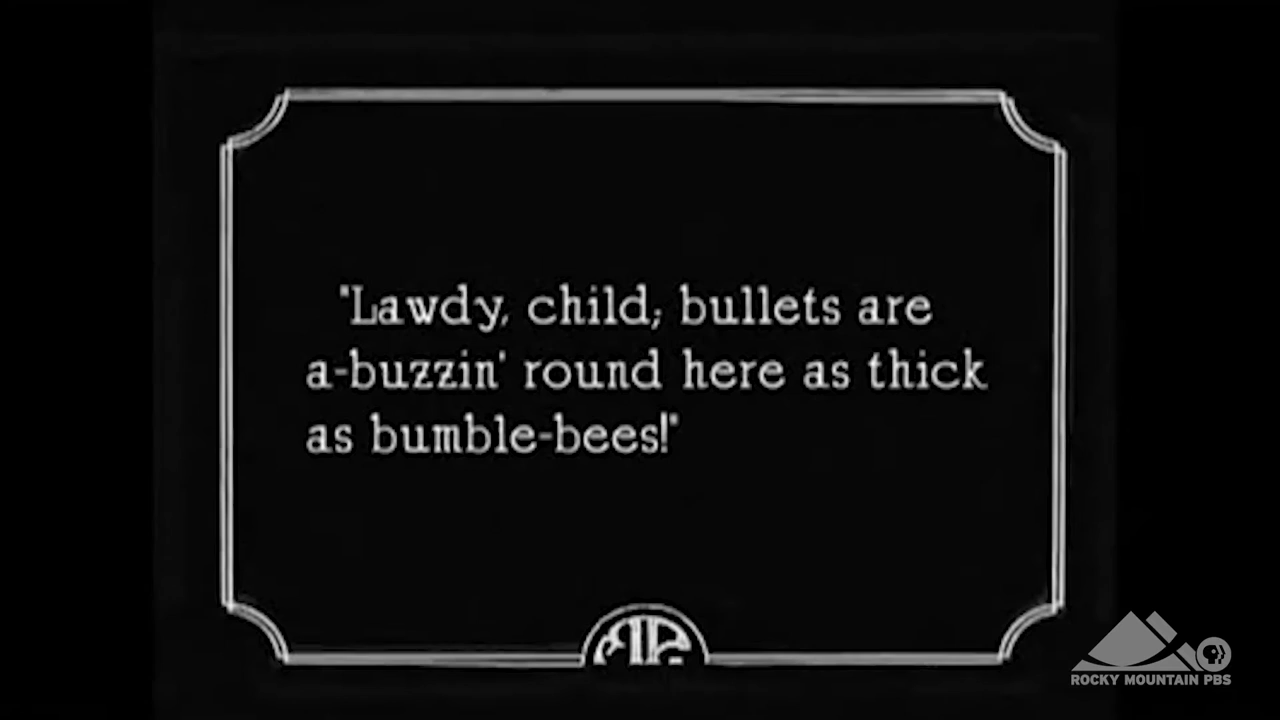 "Lawdy, child; bullets are
a-buzzin' round here as thick
as bumble-bees!"
ROCKY MOUNTAIN PBS